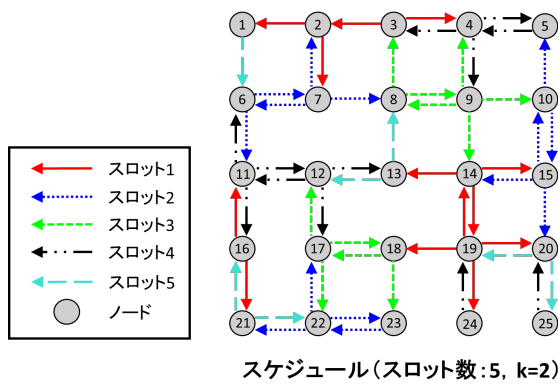 1 2 3 4 5
6 7 8 9 10
スロット1
スロット2
スロット3
スロット4
スロット5
ノード
11 12 13 14 15
16 17 18 19 20
21 22 23 24 25
スケジュール(スロット数:5, k=2)